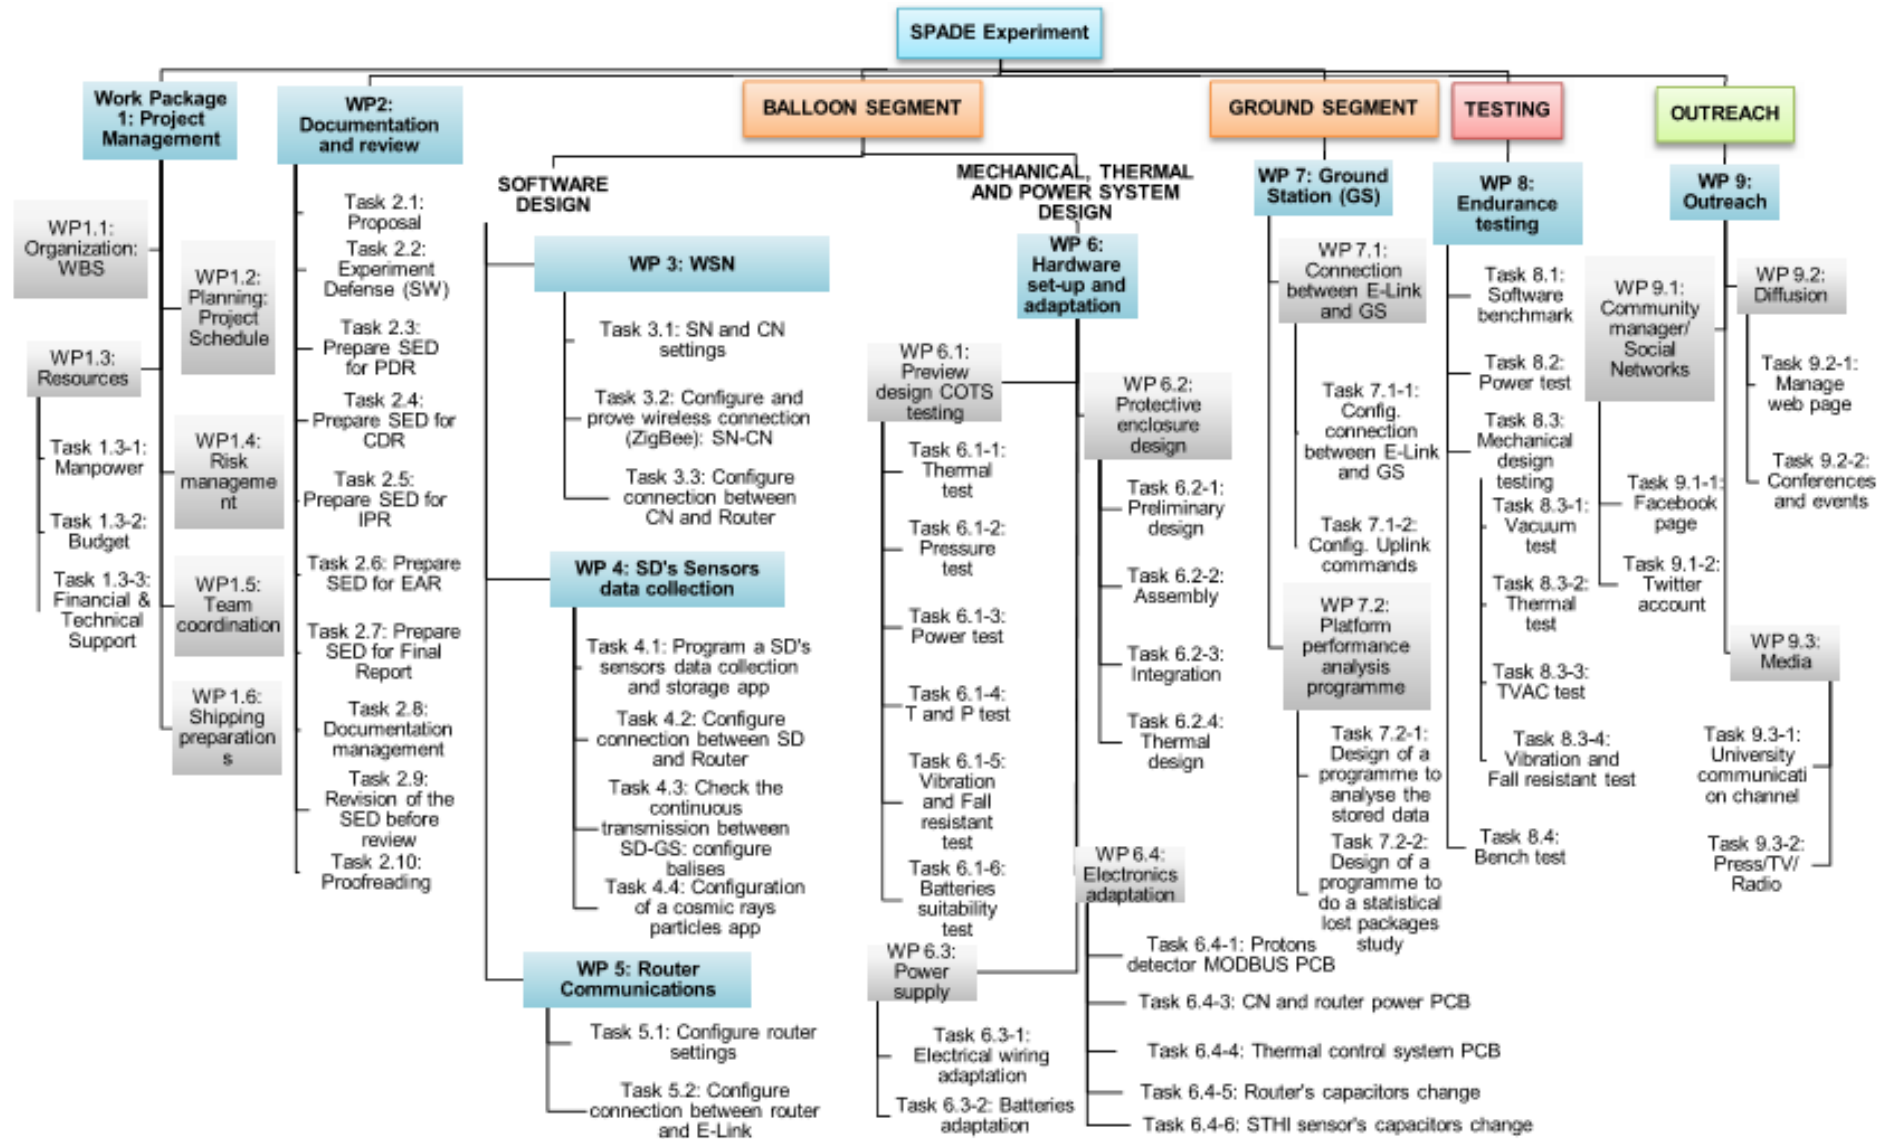 SPADE Experiment
Work Package
1: Project
Management
WP1.1:
Organization:
WBS
WP1.2:
Planning:
Project
Schedule
WP1.3:
Resources
Task 1.3-1:
Manpower
Task 1.3-2:
Budget
Task 1.3-3:
Financial &
Technical
Support
WP1.4:
Risk
manageme
nt
WP1.5:
Team
coordination
WP 1.6:
Shipping
preparation
s
WP2:
Documentation
and review
Task 2.1:
Proposal
Task 2.2:
Experiment
Defense (SW)
Task 2.3:
Prepare SED
for PDR
Task 2.4:
Prepare SED for
CDR
Task 2.5:
Prepare SED for
IPR
Task 2.6: Prepare
SED for EAR
Task 2.7: Prepare
SED for Final
Report
Task 2.8:
Documentation
management
Task 2.9:
Revision of the
SED before
review
Task 2.10:
Proofreading
BALLOON SEGMENT
SOFTWARE
DESIGN
WP 3: WSN
Task 3.1: SN and CN
settings
Task 3.2: Configure and
prove wireless connection
(ZigBee): SN-CN
Task 3.3: Configure
connection between
CN and Router
WP 4: SD's Sensors
data collection
Task 4.1: Program a SD's
sensors data collection
and storage app
Task 4.2: Configure
connection between SD
and Router
Task 4.3: Check the
continuous
transmission between
SD-GS: configure
balises
Task 4.4: Configuration
of a cosmic rays
particles app
WP 5: Router
Communications
Task 5.1: Configure router
settings
Task 5.2: Configure
connection between router
and E-Link
MECHANICAL, THERMAL
AND POWER SYSTEM
DESIGN
WP 6:
Hardware
set-up and
adaptation
WP 6.1:
Preview
design COTS
testing
Task 6.1-1:
Thermal
test
Task 6.1-2:
Pressure
test
Task 6.1-3:
Power test
Task 6.1-4:
T and P test
Task 6.1-5:
Vibration
and Fall
resistant
test
Task 6.1-6:
Batteries
suitability
test
WP 6.2:
Protective
enclosure
design
Task 6.2-1:
Preliminary
design
Task 6.2-2:
Assembly
Task 6.2-3:
Integration
Task 6.2.4:
Thermal
design
WP 6.3:
Power
supply
Task 6.3-1:
Electrical wiring
adaptation
Task 6.3-2: Batteries
adaptation
WP 6.4:
Electronics
adaptation
Task 6.4-1: Protons
detector MODBUS PCB
Task 6.4-3: CN and router power PCB
Task 6.4-4: Thermal control system PCB
Task 6.4-5: Router's capacitors change
Task 6.4-6: STHI sensor's capacitors change
GROUND SEGMENT
WP 7: Ground
Station (GS)
WP 7.1:
Connection
between E-Link
and GS
Task 7.1-1:
Config.
connection
between E-Link
and GS
Task 7.1-2:
Config. Uplink
commands
WP 7.2:
Platform
performance
analysis
programme
Task 7.2-1:
Design of a
programme to
analyse the
stored data
Task 7.2-2:
Design of a
programme to
do a statistical
lost packages
study
TESTING
WP 8:
Endurance
testing
Task 8.1:
Software
benchmark
Task 8.2:
Power test
Task 8.3:
Mechanical
design
testing
Task 8.3-1:
Vacuum
test
Task 8.3-2:
Thermal
test
Task 8.3-3:
TVAC test
Task 8.3-4:
Vibration and
Fall resistant test
Task 8.4:
Bench test
OUTREACH
WP 9:
Outreach
WP 9.1:
Community
manager/
Social
Networks
Task 9.1-1:
Facebook
page
Task 9.1-2:
Twitter
account
WP 9.2:
Diffusion
Task 9.2-1:
Manage
web page
Task 9.2-2:
Conferences
and events
WP 9.3:
Media
Task 9.3-1:
University
communicati
on channel
Task 9.3-2:
Press/TV/
Radio